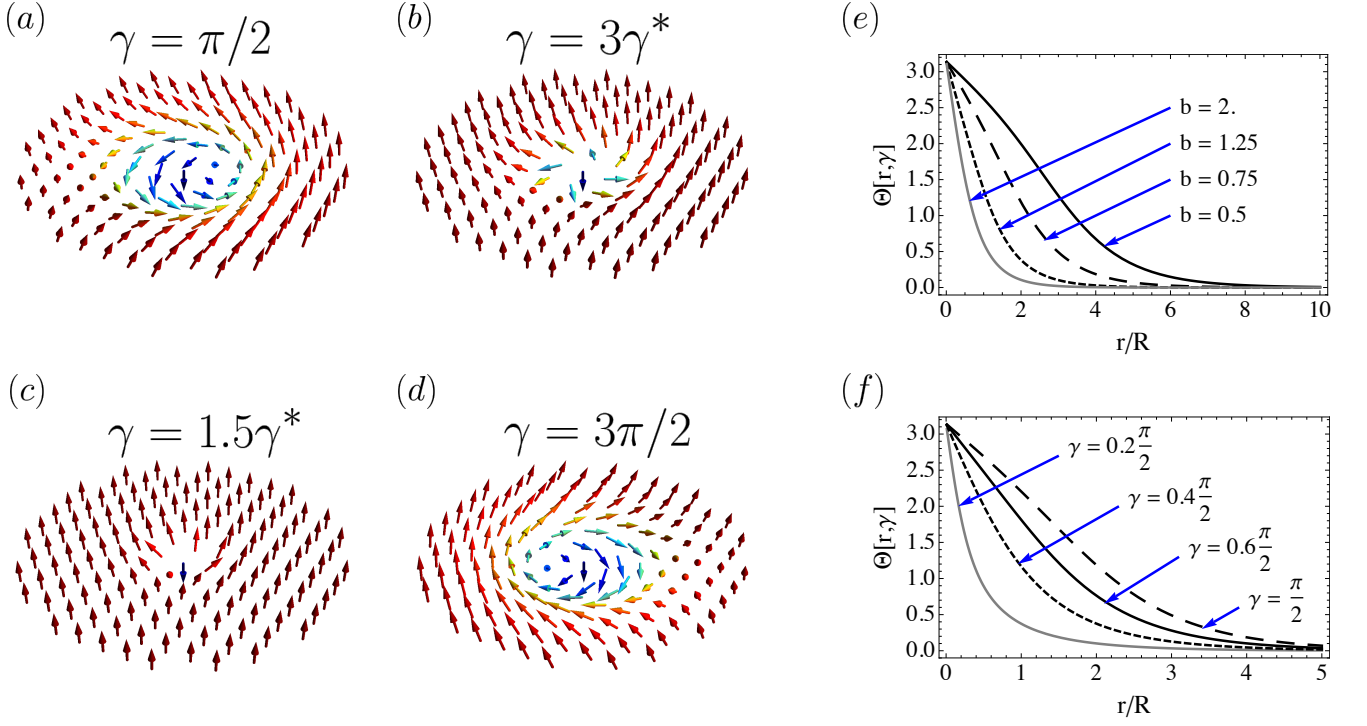 (a)
γ = π/2
(b)
γ = 3γ*
(c)
γ = 1.5γ*
(d)
γ = 3π/2
(e)
Θ[r,γ]
3.0
2.5
2.0
1.5
1.0
0.5
0.0
b = 2.
b = 1.25
b = 0.75
b = 0.5
0 2 4 6 8 10
r/R
(f)
Θ[r,γ]
3.0
2.5
2.0
1.5
1.0
0.5
0.0
γ = 0.2 π/2
γ = 0.4 π/2
γ = 0.6 π/2
γ = π/2
0 1 2 3 4 5
r/R